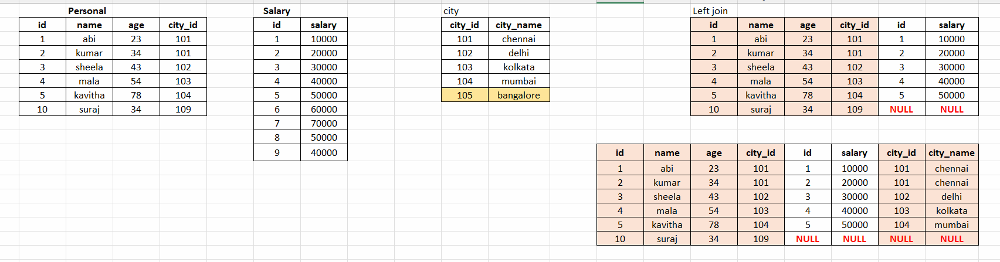 Personal Salary city Left join
id name age city_id id salary city_id city_name id name age city_id id salary
1 abi 23 101 1 10000 101 chennai 1 abi 23 101 1 10000
2 kumar 34 101 2 20000 102 delhi 2 kumar 34 101 2 20000
3 sheela 43 102 3 30000 103 kolkata 3 sheela 43 102 3 30000
4 mala 54 103 4 40000 104 mumbai 4 mala 54 103 4 40000
5 kavitha 78 104 5 50000 105 bangalore 5 kavitha 78 104 5 50000
10 suraj 34 109 6 60000 10 suraj 34 109 NULL NULL
7 70000
8 50000
9 40000 id name age city_id id salary city_id city_name
1 abi 23 101 1 10000 101 chennai
2 kumar 34 101 2 20000 101 chennai
3 sheela 43 102 3 30000 102 delhi
4 mala 54 103 4 40000 103 kolkata
5 kavitha 78 104 5 50000 104 mumbai
10 suraj 34 109 NULL NULL NULL NULL